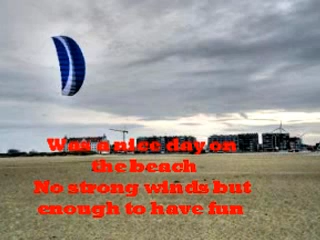 Was a nice day on
the beach
No strong winds but
enough to have fun